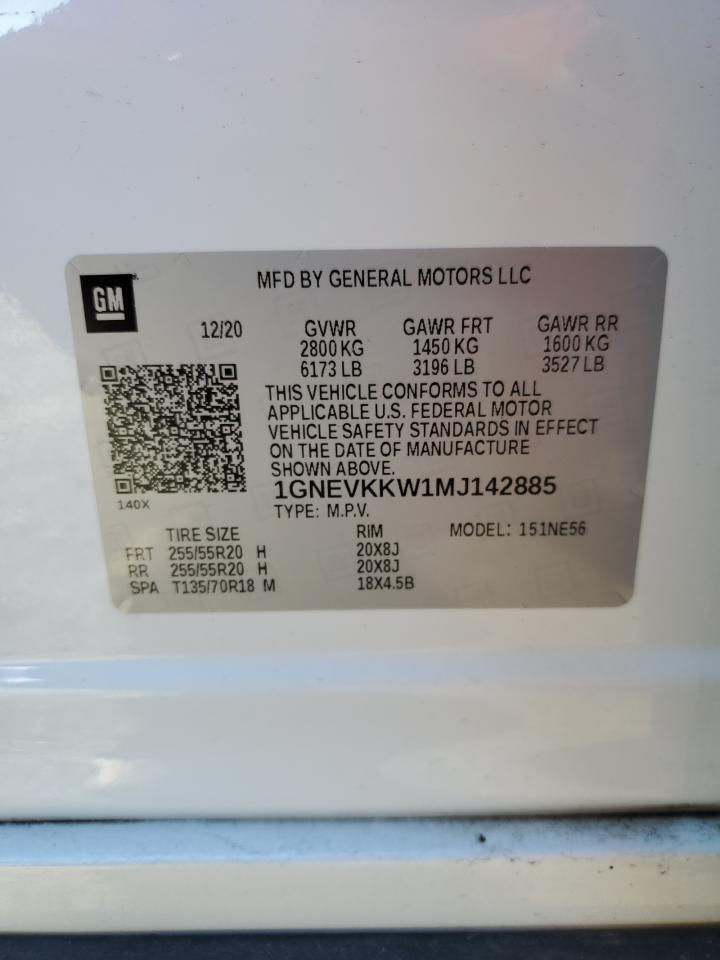 GM
MFD BY GENERAL MOTORS LLC
12/20 GVWR GAWR FRT GAWR RR
2800 KG 1450 KG 1600 KG
6173 LB 3196 LB 3527 LB
THIS VEHICLE CONFORMS TO ALL
APPLICABLE U.S. FEDERAL MOTOR
VEHICLE SAFETY STANDARDS IN EFFECT
ON THE DATE OF MANUFACTURE
SHOWN ABOVE.
140X
1GNEVKKW1MJ142885
TYPE: M.P.V.
TIRE SIZE RIM MODEL: 151NE56
FRT 255/55R20 H 20X8J
RR 255/55R20 H 20X8J
SPA T135/70R18 M 18X4.5B